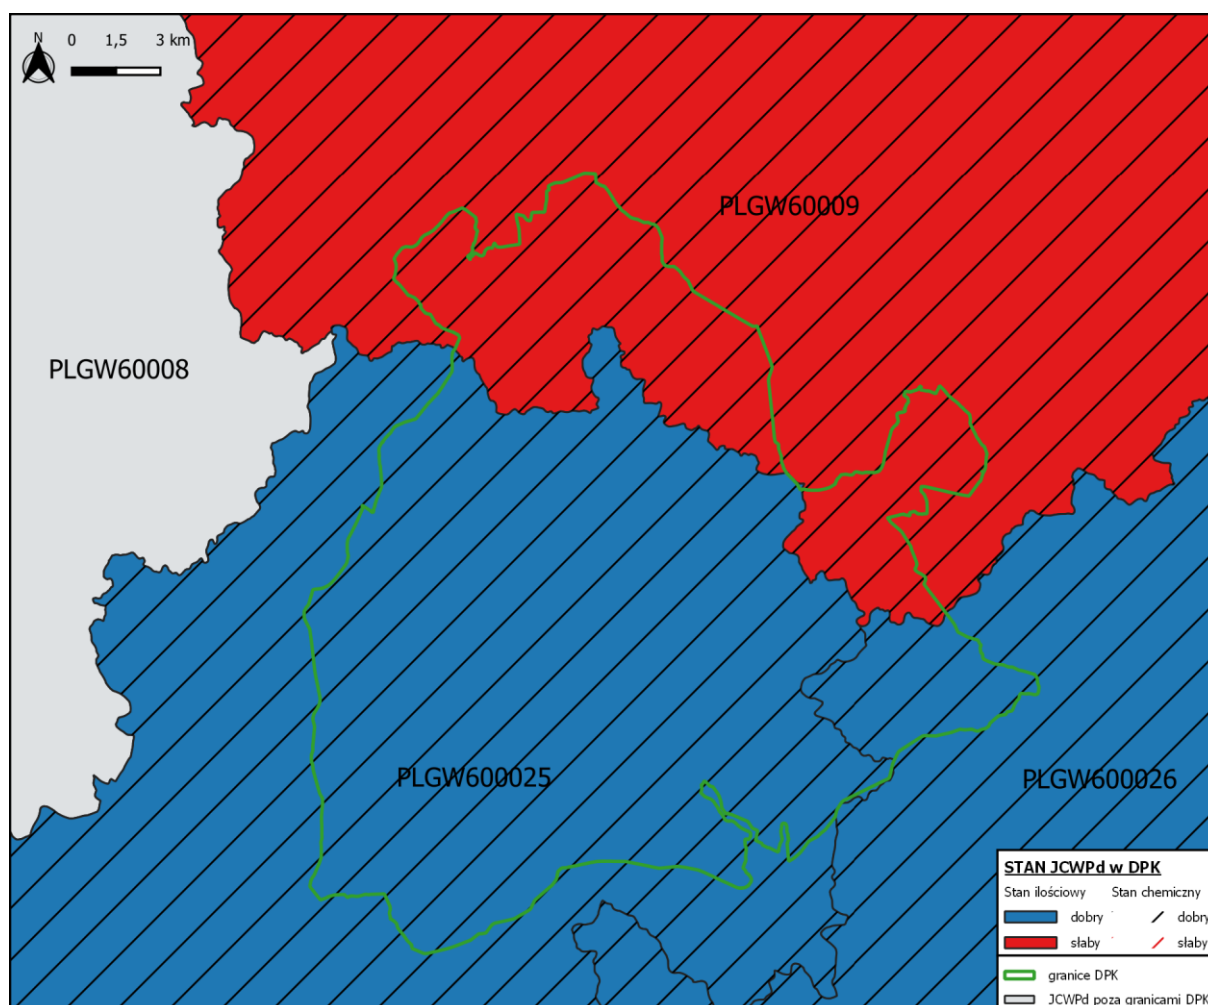 N
0 1,5 3 km
PLGW60009
PLGW60008
PLGW600025
PLGW600026
STAN JCWPd w DPK
Stan ilościowy Stan chemiczny
dobry dobry
słaby słaby
granice DPK
JCWPd poza granicami DPK